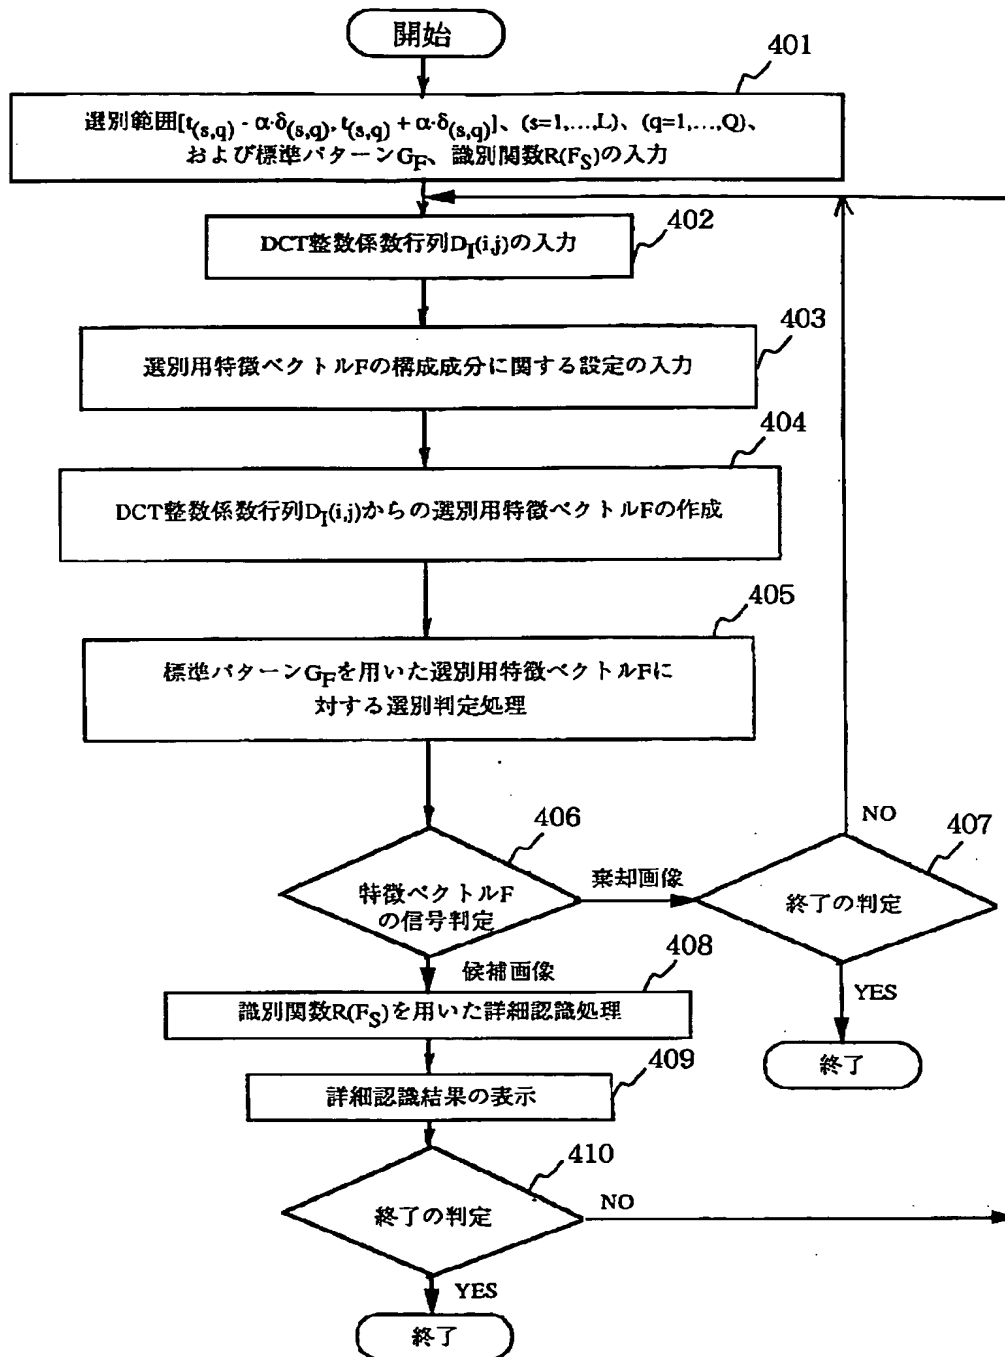 開始
401
選別範囲[t(s,q) - α·δ(s,q), t(s,q) + α·δ(s,q)]、(s=1,...,L)、(q=1,...,Q)、
および標準パターンGF、識別関数R(FS)の入力
402
DCT整数係数行列DI(i,j)の入力
403
選別用特徴ベクトルFの構成成分に関する設定の入力
404
DCT整数係数行列DI(i,j)からの選別用特徴ベクトルFの作成
405
標準パターンGFを用いた選別用特徴ベクトルFに
対する選別判定処理
406
特徴ベクトルF
の信号判定
棄却画像
NO
407
終了の判定
YES
終了
候補画像
408
識別関数R(FS)を用いた詳細認識処理
409
詳細認識結果の表示
410
終了の判定
NO
YES
終了